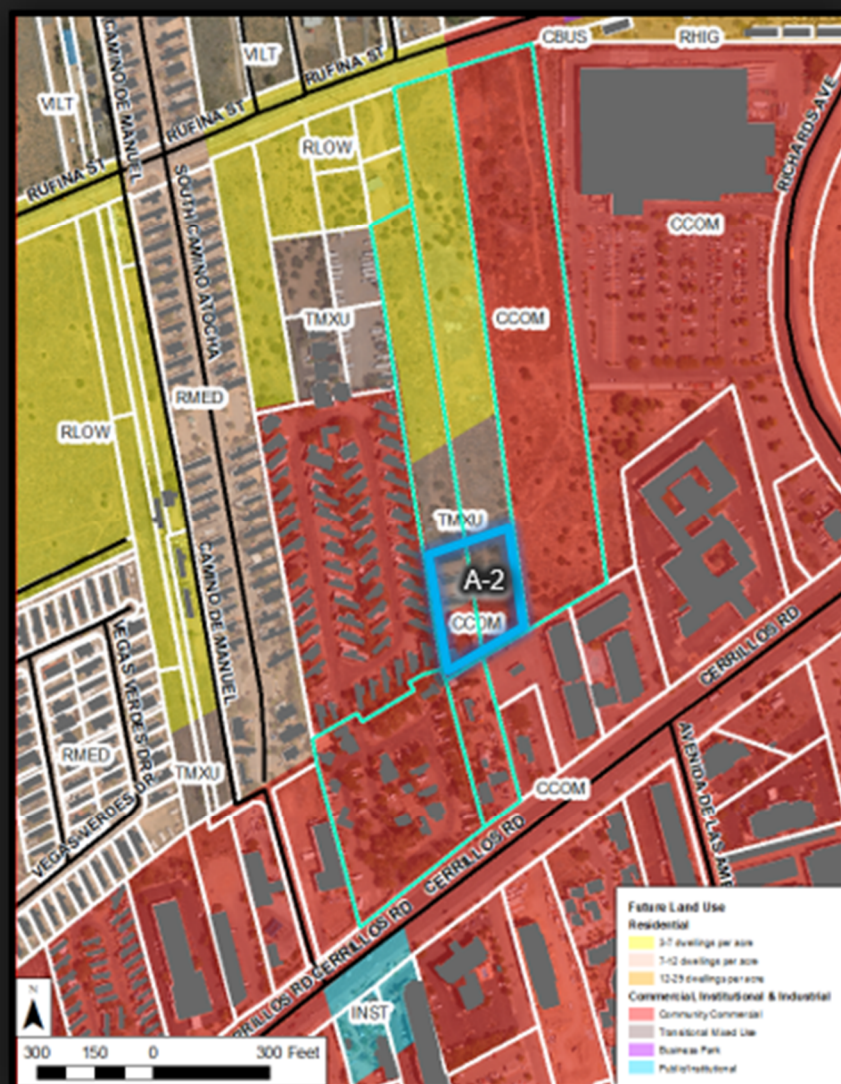 CBUS
RHIG
VILT
RUFINA ST
VILT
CAMINO DE MANUEL
RUFINA ST
RICHARDS AVE
RLOW
RUFINA ST
SOUTH CAMINO ATOCHA
CCOM
TMXU
CCOM
RMED
RLOW
TMXU
A-2
CCOM
CAMINO DE MANUEL
CERRILLOS RD
VEGAS VERDES DR
RMED
TMXU
AVENIDA DE LAS AM
CCOM
VEGAS VERDES DR
CERRILLOS RD
CERRILLOS RD
RRILLOS RD
INST
Future Land Use
Residential
3-7 dwellings per acre
7-12 dwellings per acre
12-29 dwellings per acre
Commercial, Institutional & Industrial
Community Commercial
Transitional Mixed Use
Business Park
Public/Institutional
N
300 150 0 300 Feet